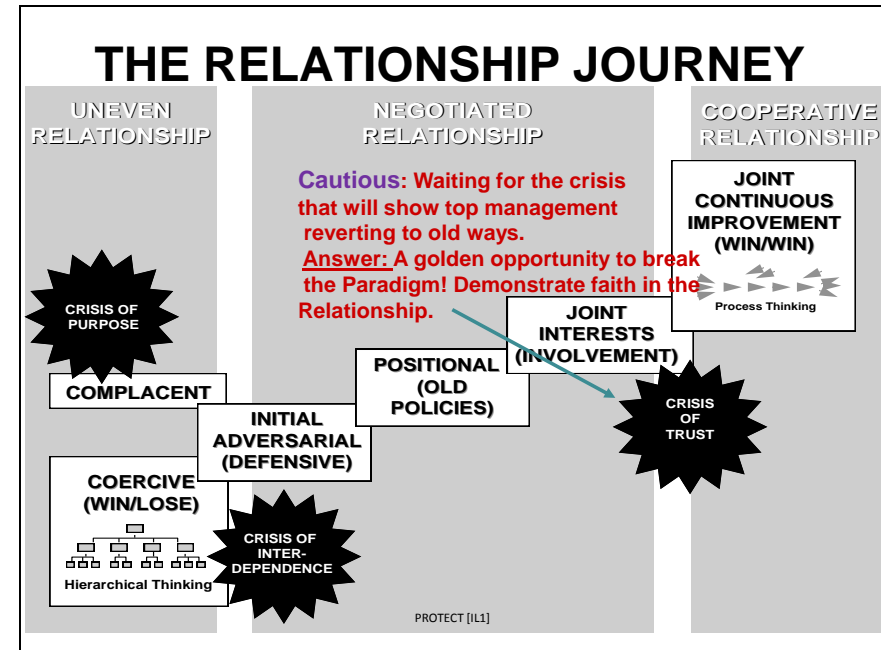 THE RELATIONSHIP JOURNEY
UNEVEN
RELATIONSHIP
NEGOTIATED
RELATIONSHIP
COOPERATIVE
RELATIONSHIP
Cautious: Waiting for the crisis
that will show top management
reverting to old ways.
Answer: A golden opportunity to break
the Paradigm! Demonstrate faith in the
Relationship.
JOINT
CONTINUOUS
IMPROVEMENT
(WIN/WIN)
Process Thinking
CRISIS OF
PURPOSE
JOINT
INTERESTS
(INVOLVEMENT)
POSITIONAL
(OLD
POLICIES)
COMPLACENT
CRISIS
OF
TRUST
INITIAL
ADVERSARIAL
(DEFENSIVE)
COERCIVE
(WIN/LOSE)
Hierarchical Thinking
CRISIS OF
INTER-
DEPENDENCE
PROTECT [IL1]